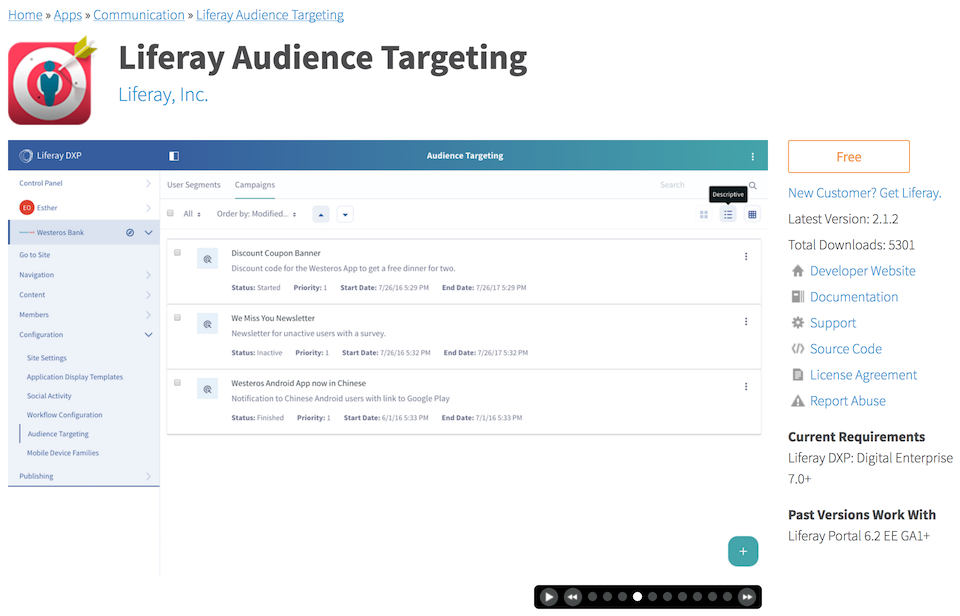 Home » Apps » Communication » Liferay Audience Targeting
Liferay Audience Targeting
Liferay, Inc.
Liferay DXP
Audience Targeting
Control Panel
ED Esther
Westeros Bank
Go to Site
Navigation
Content
Members
Configuration
Site Settings
Application Display Templates
Social Activity
Workflow Configuration
Audience Targeting
Mobile Device Families
Publishing
User Segments Campaigns Search
Descriptive
All Order by: Modified...
Discount Coupon Banner
Discount code for the Westeros App to get a free dinner for two.
Status: Started Priority: 1 Start Date: 7/26/16 5:29 PM End Date: 7/26/17 5:29 PM
We Miss You Newsletter
Newsletter for unactive users with a survey.
Status: Inactive Priority: 1 Start Date: 7/26/16 5:32 PM End Date: 7/26/17 5:32 PM
Westeros Android App now in Chinese
Notification to Chinese Android users with link to Google Play
Status: Finished Priority: 1 Start Date: 6/1/16 5:33 PM End Date: 7/1/16 5:33 PM
Free
New Customer? Get Liferay.
Latest Version: 2.1.2
Total Downloads: 5301
Developer Website
Documentation
Support
Source Code
License Agreement
Report Abuse
Current Requirements
Liferay DXP: Digital Enterprise
7.0+
Past Versions Work With
Liferay Portal 6.2 EE GA1+